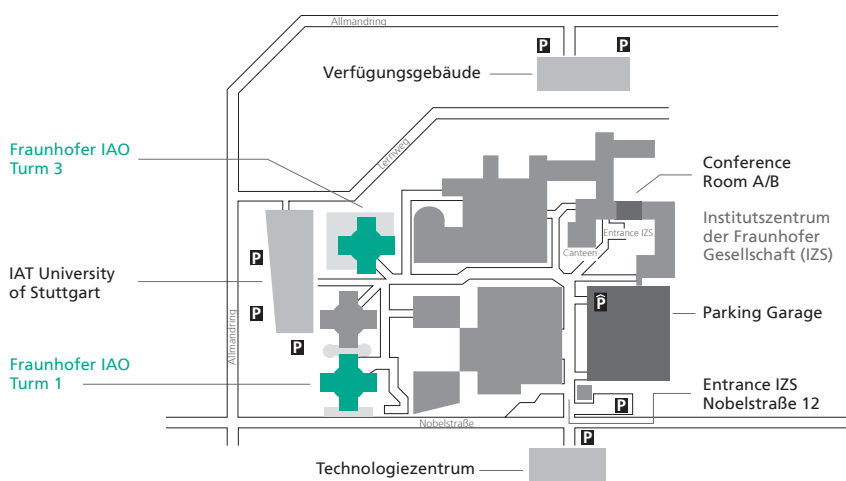 Allmandring
P
P
P
Verfügungsgebäude
Lernweg
Fraunhofer IAO
Turm 3
Conference
Room A/B
Institutszentrum
der Fraunhofer
Gesellschaft (IZS)
Entrance IZS
Canteen
P
IAT University
of Stuttgart
P
P
P
Parking Garage
Allmandring
P
Fraunhofer IAO
Turm 1
Entrance IZS
Nobelstraße 12
P
Nobelstraße
P
Technologiezentrum